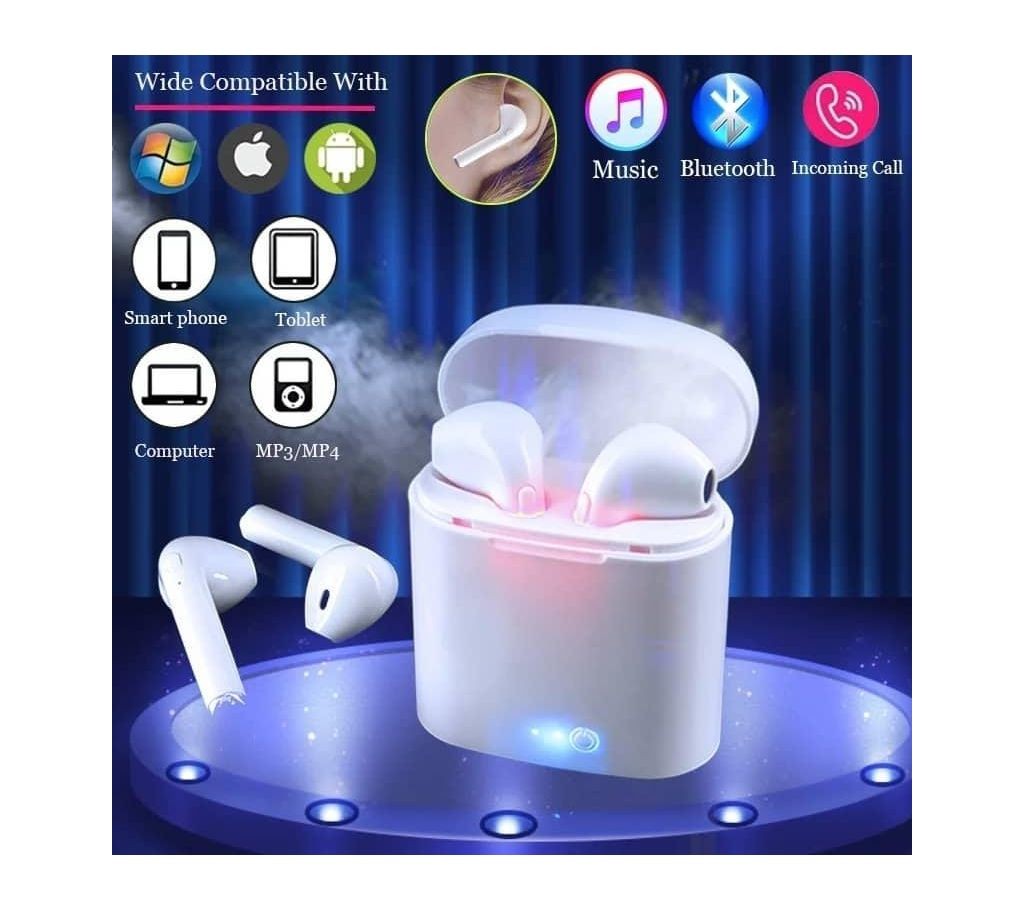 Wide Compatible With
Music
Bluetooth
Incoming Call
Smart phone
Toblet
Computer
MP3/MP4